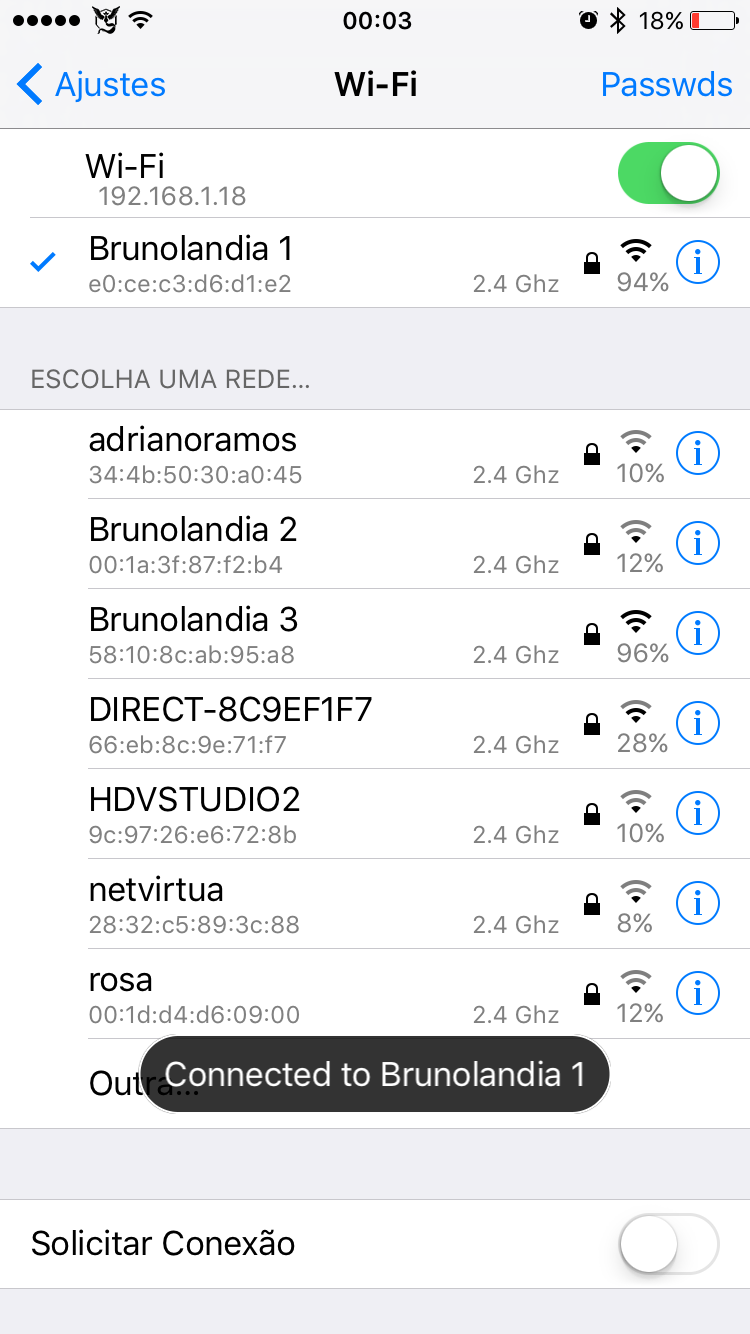 00:03 18%
Ajustes Wi-Fi Passwds
Wi-Fi
192.168.1.18
Brunolandia 1
e0:ce:c3:d6:d1:e2 2.4 Ghz 94%
ESCOLHA UMA REDE...
adrianoramos
34:4b:50:30:a0:45 2.4 Ghz 10%
Brunolandia 2
00:1a:3f:87:f2:b4 2.4 Ghz 12%
Brunolandia 3
58:10:8c:ab:95:a8 2.4 Ghz 96%
DIRECT-8C9EF1F7
66:eb:8c:9e:71:f7 2.4 Ghz 28%
HDVSTUDIO2
9c:97:26:e6:72:8b 2.4 Ghz 10%
netvirtua
28:32:c5:89:3c:88 2.4 Ghz 8%
rosa
00:1d:d4:d6:09:00 2.4 Ghz 12%
Outra...
Connected to Brunolandia 1
Solicitar Conexão